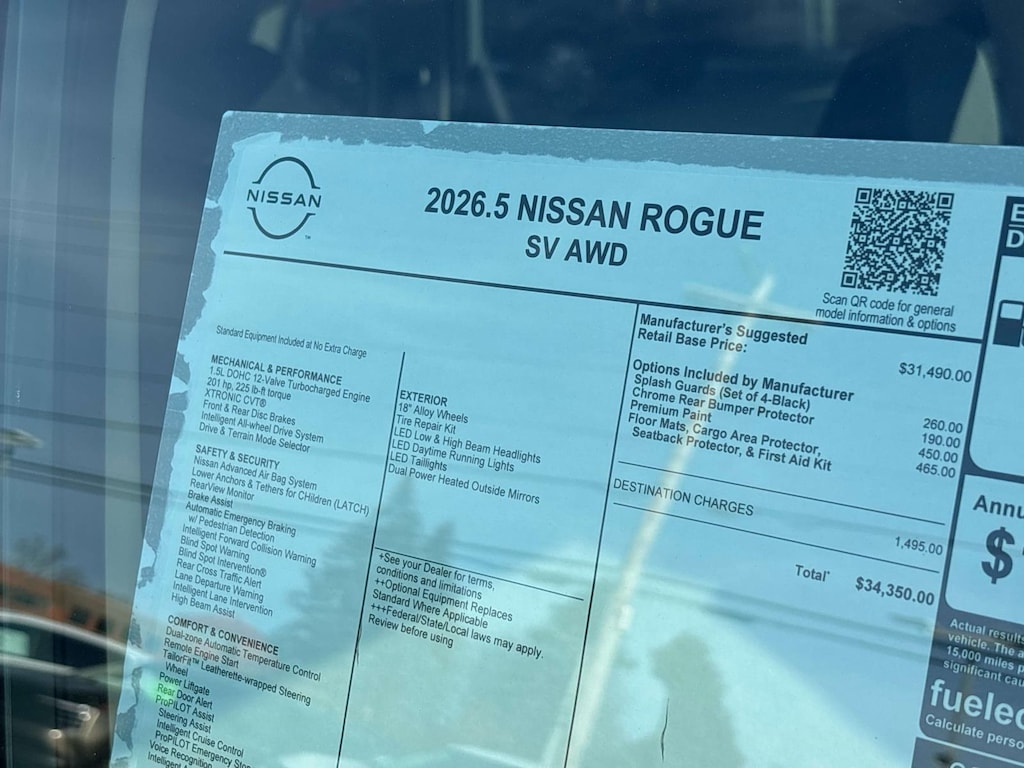 NISSAN
2026.5 NISSAN ROGUE
SV AWD
Scan QR code for general
model information & options
Standard Equipment Included at No Extra Charge
MECHANICAL & PERFORMANCE
1.5L DOHC 12-Valve Turbocharged Engine
201 hp, 225 lb-ft torque
XTRONIC CVT®
Front & Rear Disc Brakes
Intelligent All-wheel Drive System
Drive & Terrain Mode Selector
SAFETY & SECURITY
Nissan Advanced Air Bag System
Lower Anchors & Tethers for Children (LATCH)
RearView Monitor
Brake Assist
Automatic Emergency Braking
w/ Pedestrian Detection
Intelligent Forward Collision Warning
Blind Spot Warning
Blind Spot Intervention®
Rear Cross Traffic Alert
Lane Departure Warning
Intelligent Lane Intervention
High Beam Assist
COMFORT & CONVENIENCE
Dual-zone Automatic Temperature Control
Remote Engine Start
TailorFit™ Leatherette-wrapped Steering
Wheel
Power Liftgate
Rear Door Alert
ProPILOT Assist
Steering Assist
Intelligent Cruise Control
ProPILOT Emergency Stop
Voice Recognition
EXTERIOR
18" Alloy Wheels
Tire Repair Kit
LED Low & High Beam Headlights
LED Daytime Running Lights
LED Taillights
Dual Power Heated Outside Mirrors
+See your Dealer for terms,
conditions and limitations
++Optional Equipment Replaces
Standard Where Applicable
+++Federal/State/Local laws may apply.
Review before using
Manufacturer's Suggested
Retail Base Price: $31,490.00
Options Included by Manufacturer
Splash Guards (Set of 4-Black) 260.00
Chrome Rear Bumper Protector 190.00
Premium Paint 450.00
Floor Mats, Cargo Area Protector, 465.00
Seatback Protector, & First Aid Kit
DESTINATION CHARGES 1,495.00
Total* $34,350.00
Annu
$
Actual results
vehicle. The a
15,000 miles p
significant cau
fueleco
Calculate perso